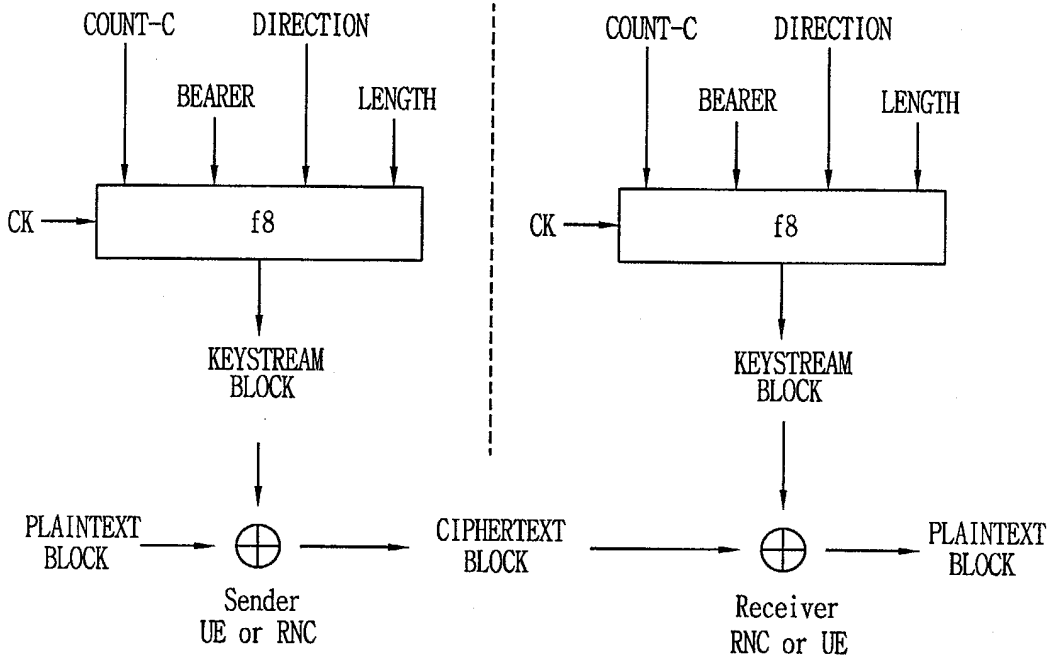 COUNT-C DIRECTION
BEARER LENGTH
CK f8
KEYSTREAM
BLOCK
PLAINTEXT
BLOCK
Sender
UE or RNC
CIPHERTEXT
BLOCK
COUNT-C DIRECTION
BEARER LENGTH
CK f8
KEYSTREAM
BLOCK
Receiver
RNC or UE
PLAINTEXT
BLOCK